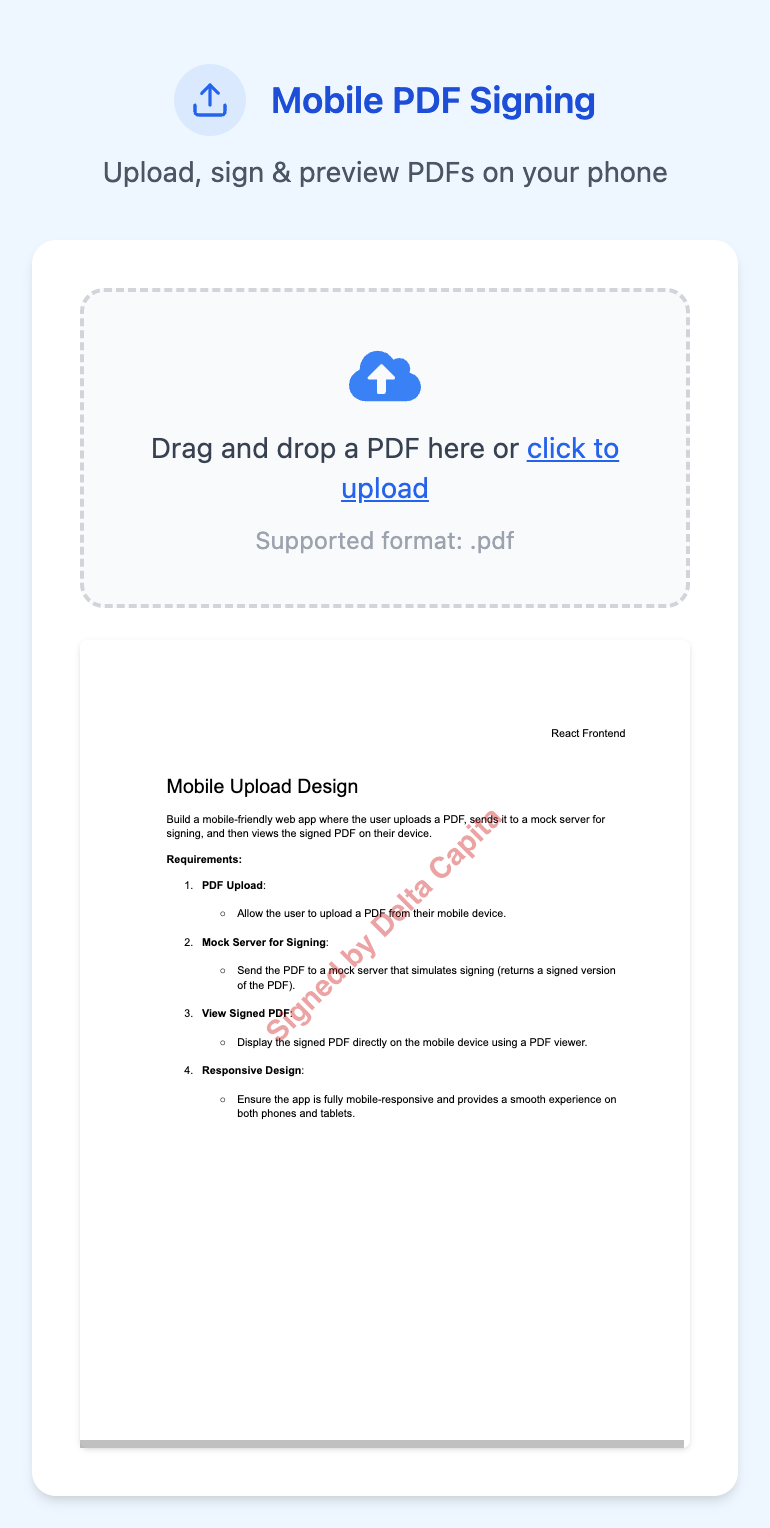 Mobile PDF Signing
Upload, sign & preview PDFs on your phone
Drag and drop a PDF here or click to
upload
Supported format: .pdf
React Frontend
Mobile Upload Design
Build a mobile-friendly web app where the user uploads a PDF, sends it to a mock server for
signing, and then views the signed PDF on their device.
Requirements:
1. PDF Upload:
○ Allow the user to upload a PDF from their mobile device.
2. Mock Server for Signing:
○ Send the PDF to a mock server that simulates signing (returns a signed version
of the PDF).
3. View Signed PDF:
○ Display the signed PDF directly on the mobile device using a PDF viewer.
4. Responsive Design:
○ Ensure the app is fully mobile-responsive and provides a smooth experience on
both phones and tablets.
Signed by Delta Capita